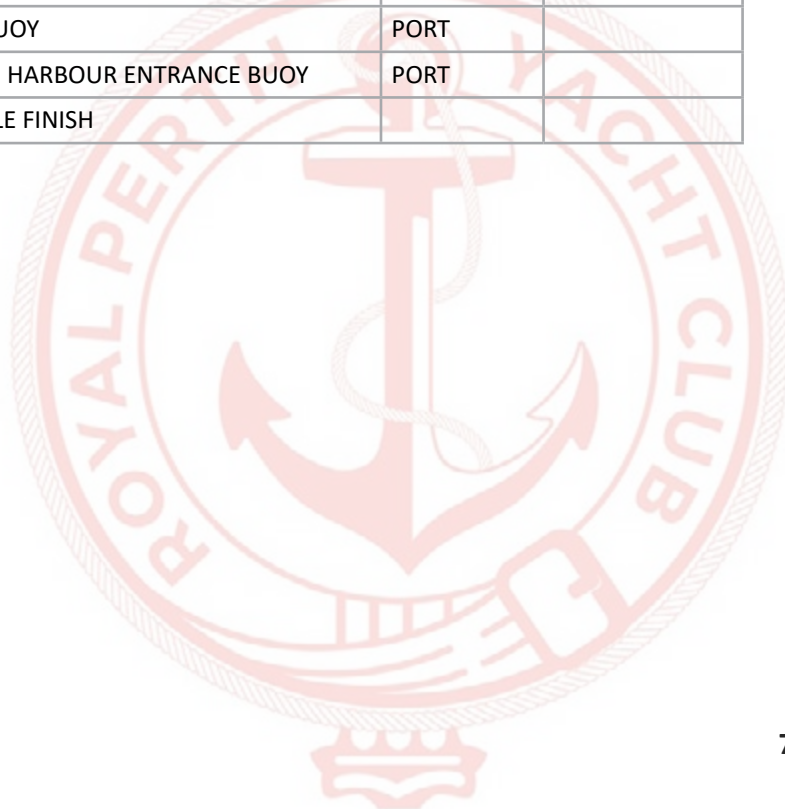 UOY PORT
HARBOUR ENTRANCE BUOY PORT
LE FINISH
ROYAL PERTH YACHT CLUB
7